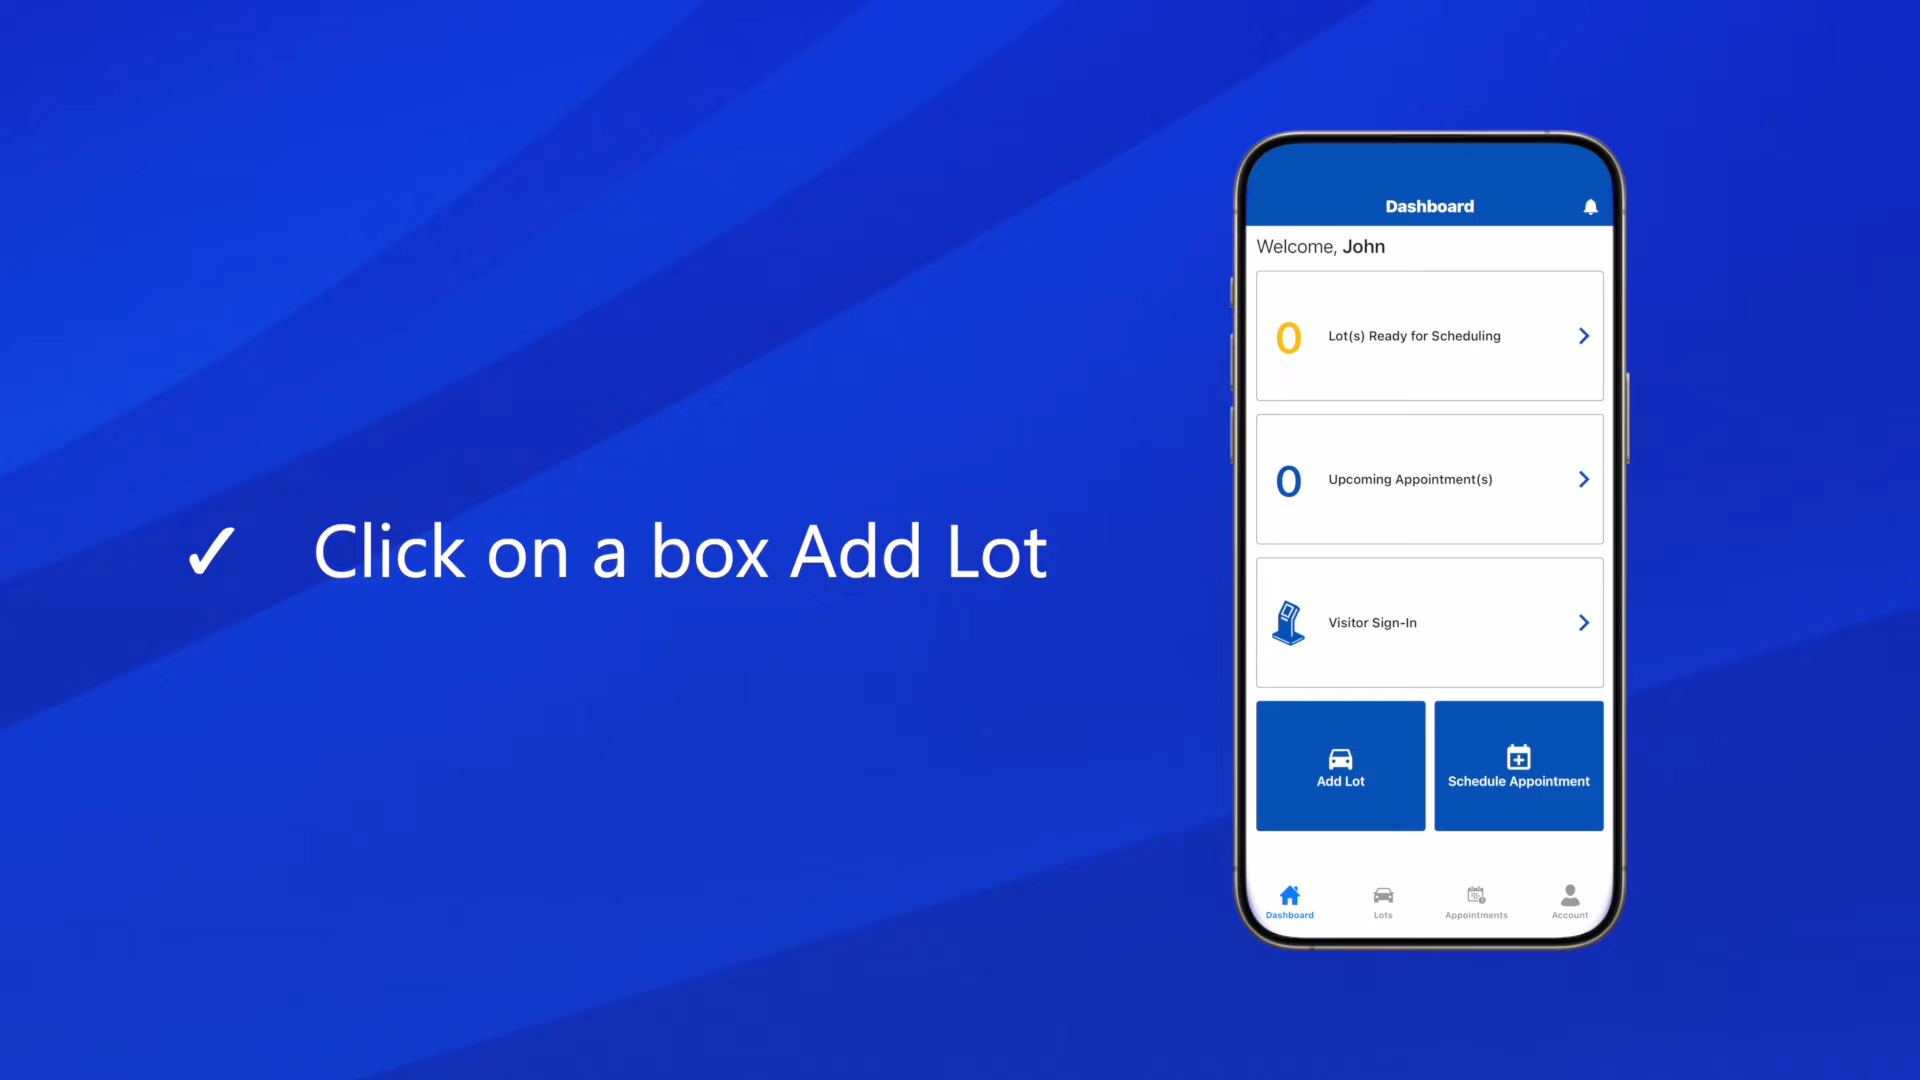 ✓ Click on a box Add Lot
Dashboard
Welcome, John
0 Lot(s) Ready for Scheduling
0 Upcoming Appointment(s)
Visitor Sign-In
Add Lot
Schedule Appointment
Dashboard
Lots
Appointments
Account